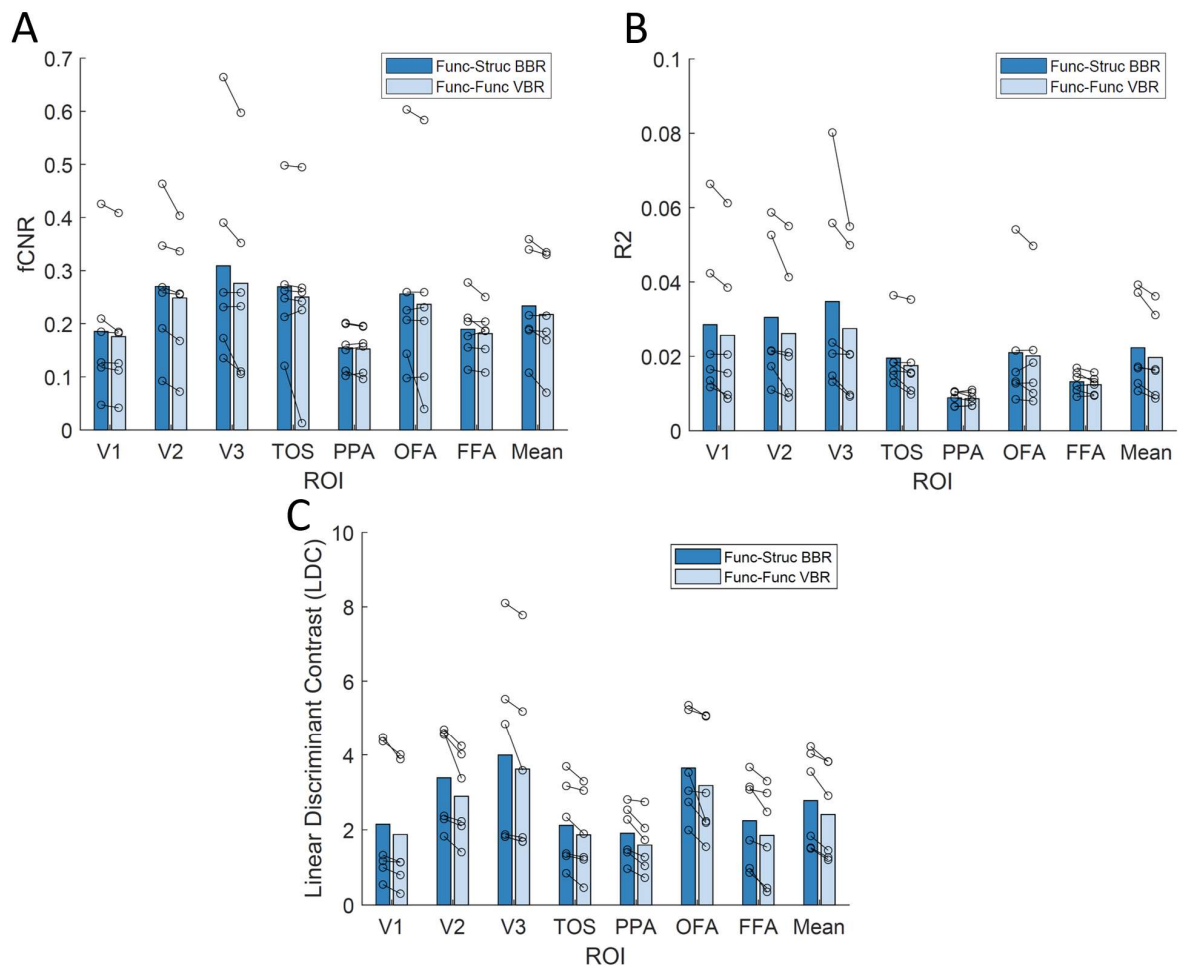 A
fCNR
0.7
0.6
0.5
0.4
0.3
0.2
0.1
0
Func-Struc BBR
Func-Func VBR
V1 V2 V3 TOS PPA OFA FFA Mean
ROI
B
R2
0.1
0.08
0.06
0.04
0.02
0
Func-Struc BBR
Func-Func VBR
V1 V2 V3 TOS PPA OFA FFA Mean
ROI
C
Linear Discriminant Contrast (LDC)
10
8
6
4
2
0
Func-Struc BBR
Func-Func VBR
V1 V2 V3 TOS PPA OFA FFA Mean
ROI